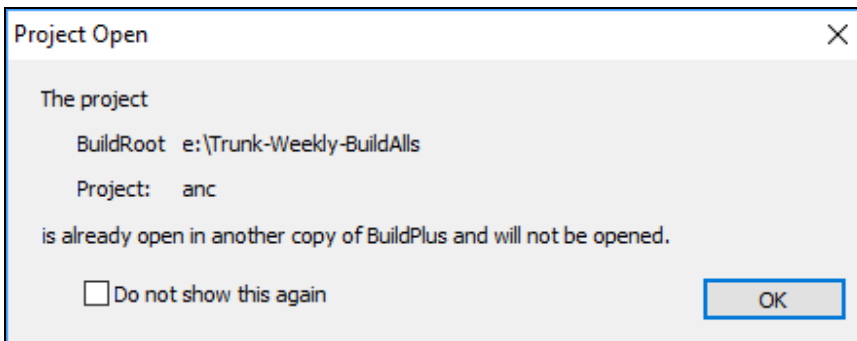 Project Open
The project
BuildRoot e:\Trunk-Weekly-BuildAlls
Project: anc
is already open in another copy of BuildPlus and will not be opened.
Do not show this again
OK